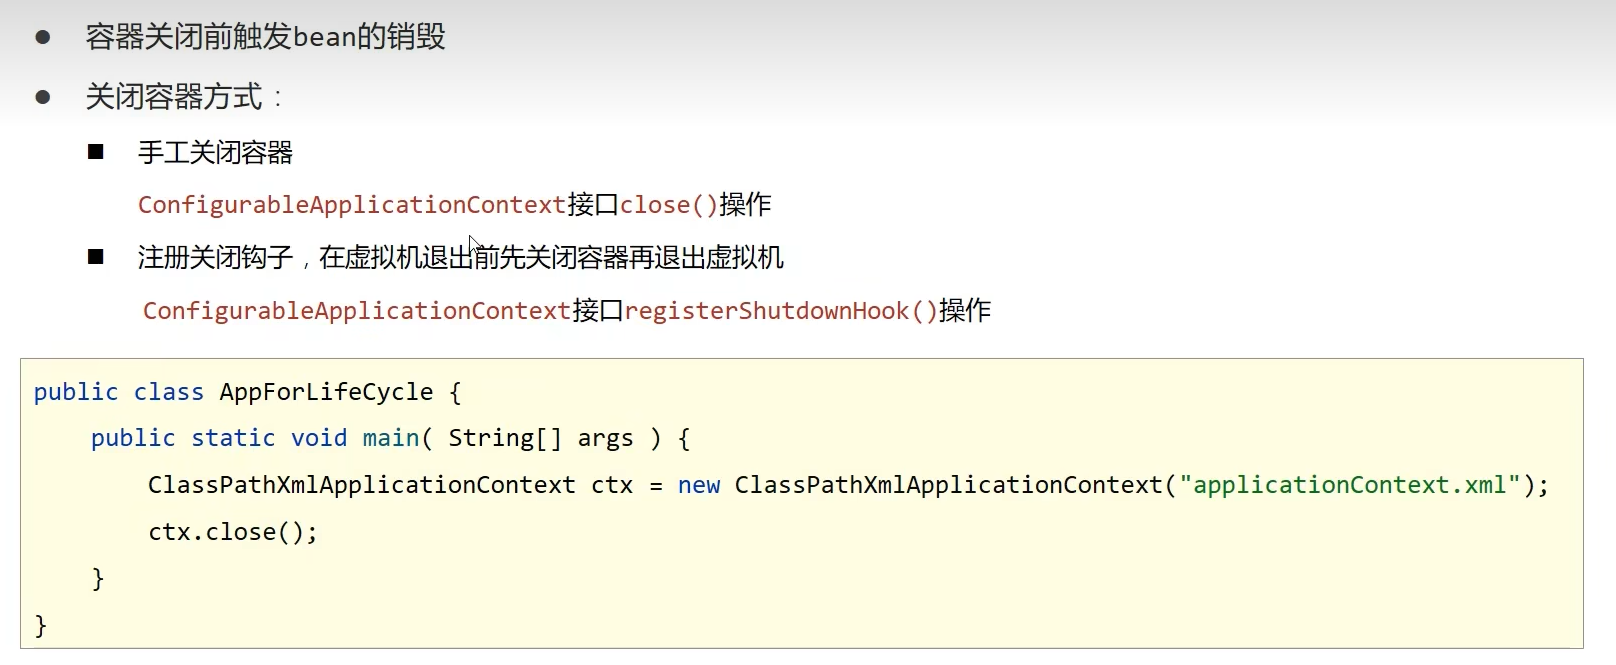 ● 容器关闭前触发bean的销毁
● 关闭容器方式：
■ 手工关闭容器
ConfigurableApplicationContext接口close()操作
■ 注册关闭钩子，在虚拟机退出前先关闭容器再退出虚拟机
ConfigurableApplicationContext接口registerShutdownHook()操作
public class AppForLifeCycle {
    public static void main( String[] args ) {
        ClassPathXmlApplicationContext ctx = new ClassPathXmlApplicationContext("applicationContext.xml");
        ctx.close();
    }
}